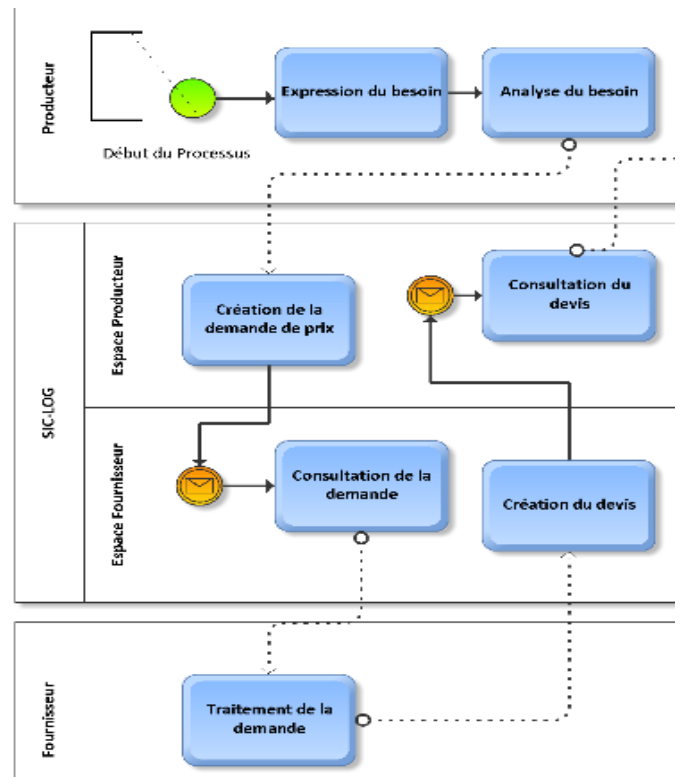 Producteur
Expression du besoin
Analyse du besoin
Début du Processus
SIC-LOG
Espace Producteur
Création de la
demande de prix
Consultation du
devis
Espace Fournisseur
Consultation de la
demande
Création du devis
Fournisseur
Traitement de la
demande